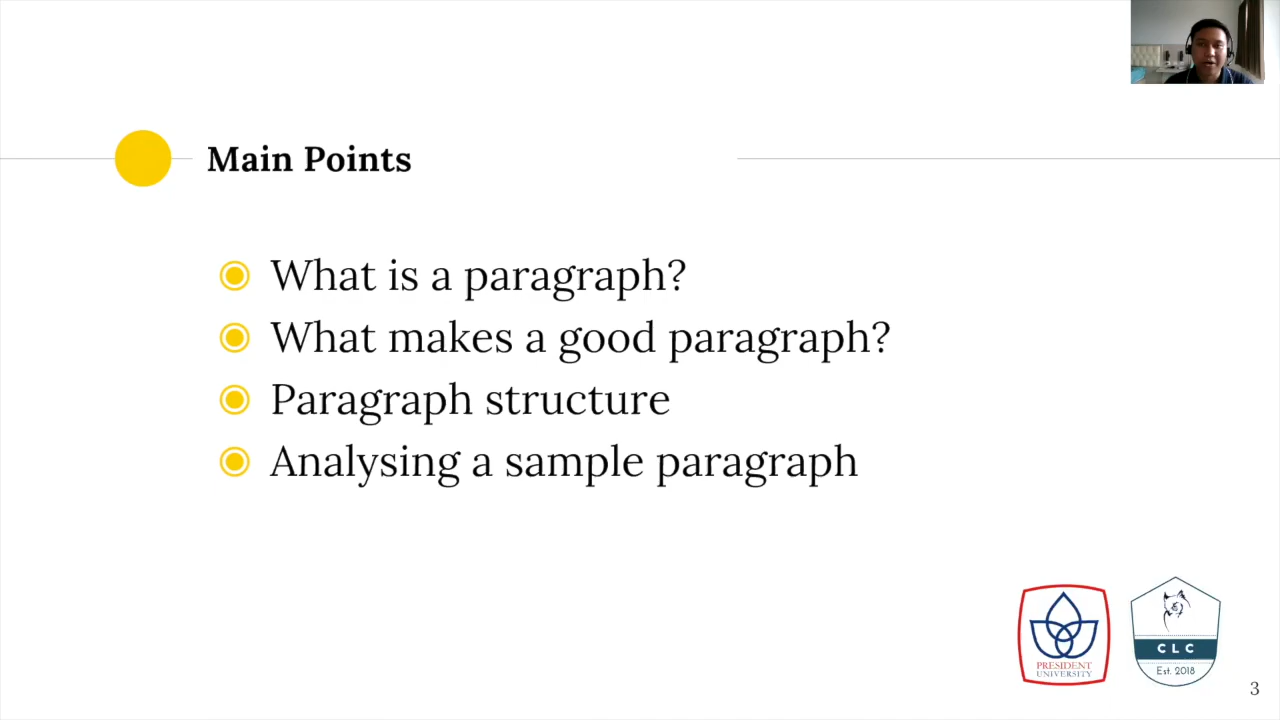 Main Points
What is a paragraph?
What makes a good paragraph?
Paragraph structure
Analysing a sample paragraph
PRESIDENT
UNIVERSITY
CLC
Est. 2018
3